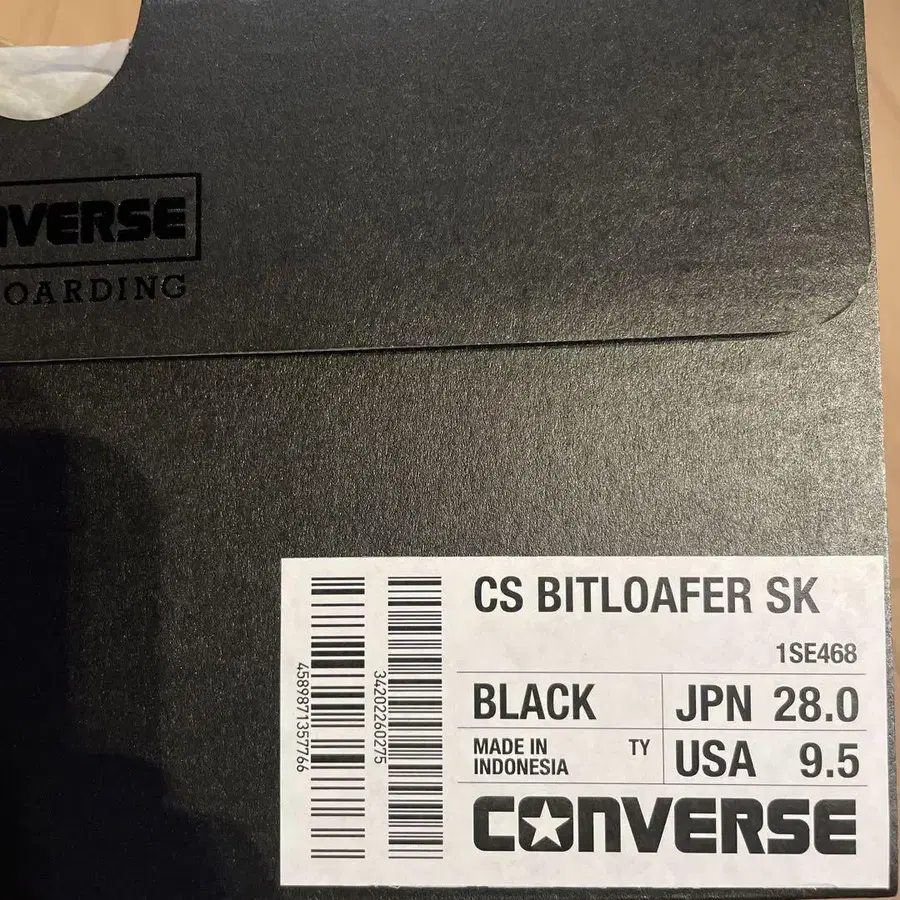 NVERSE
OARDING
CS BITLOAFER SK
1SE468
BLACK
JPN 28.0
MADE IN
INDONESIA
TY
USA 9.5
CONVERSE
4589871357766
34202260275